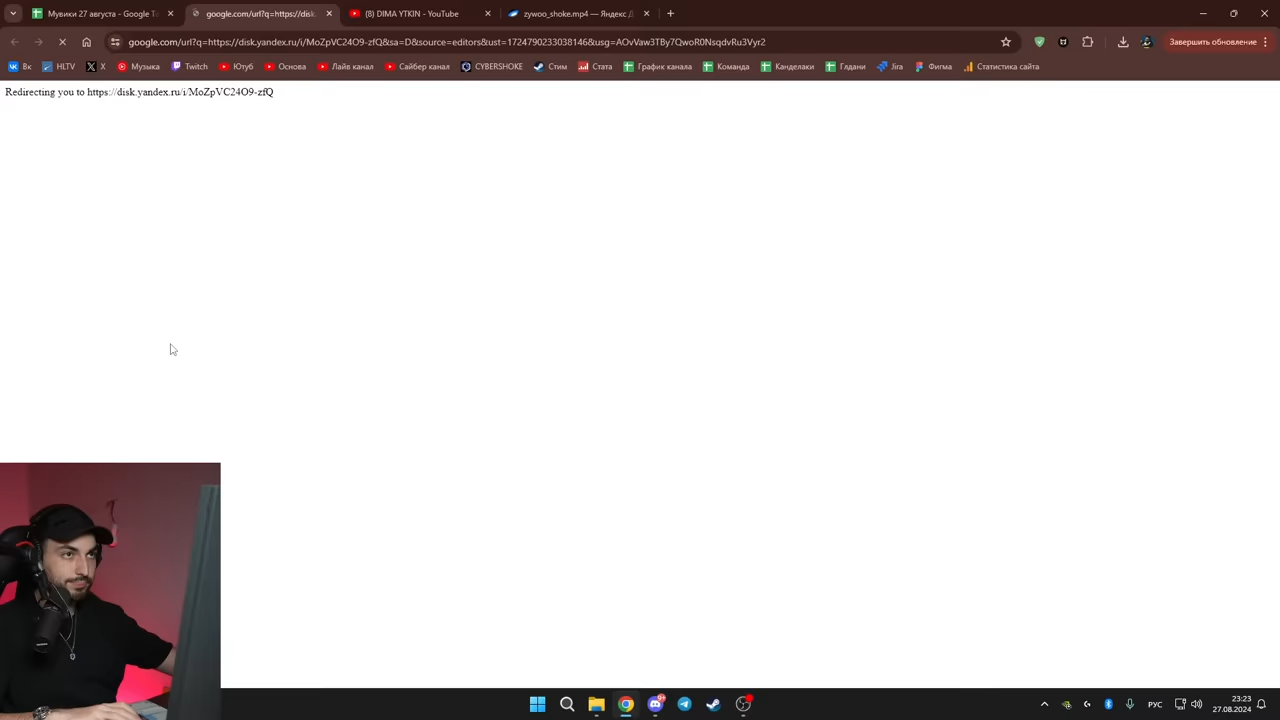 Мувики 27 августа - Google Та
google.com/url?q=https://disk.
(8) DIMA YTKIN - YouTube
zywoo_shoke.mp4 — Яндекс Д
google.com/url?q=https://disk.yandex.ru/i/MoZpVC24O9-zfQ&sa=D&source=editors&ust=1724790233038146&usg=AOvVaw3TBy7QwoR0NsqdvRu3Vyr2
Завершить обновление
Вк
HLTV
X
Музыка
Twitch
Ютуб
Основа
Лайв канал
Сайбер канал
CYBERSHOKE
Стим
Стата
График канала
Команда
Канделаки
Глдани
Jira
Фигма
Статистика сайта
Redirecting you to https://disk.yandex.ru/i/MoZpVC24O9-zfQ
9+
РУС
23:23
27.08.2024